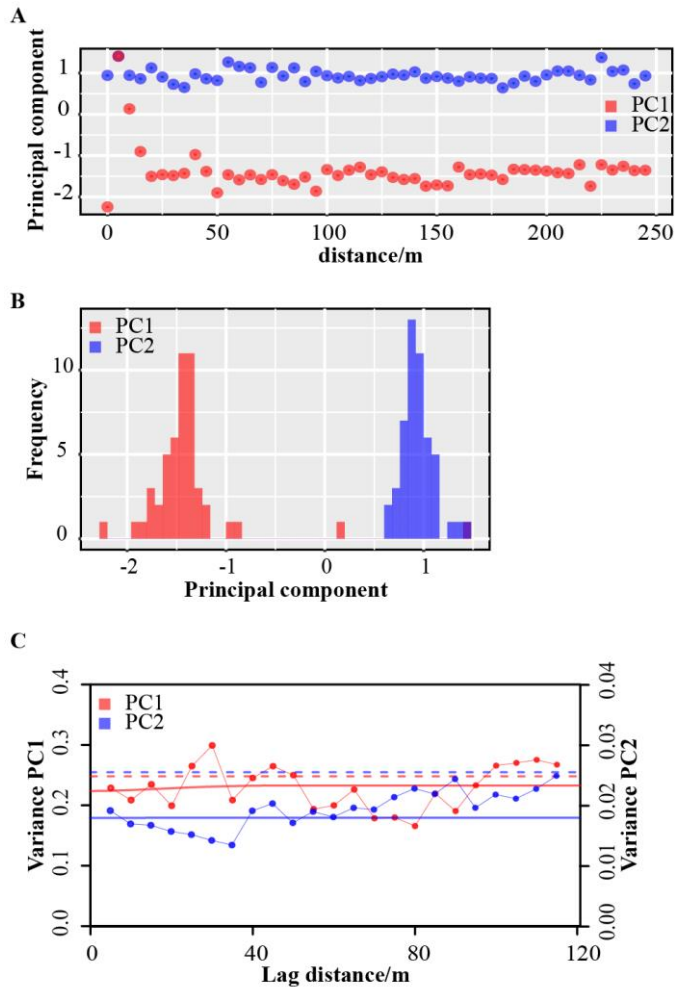 A
Principal component
1
0
-1
-2
PC1
PC2
0 50 100 150 200 250
distance/m
B
Frequency
10
5
0
PC1
PC2
-2 -1 0 1
Principal component
C
Variance PC1
0.4
0.3
0.2
0.1
0.0
PC1
PC2
0.04
0.03
0.02
0.01
0.00
Variance PC2
0 40 80 120
Lag distance/m